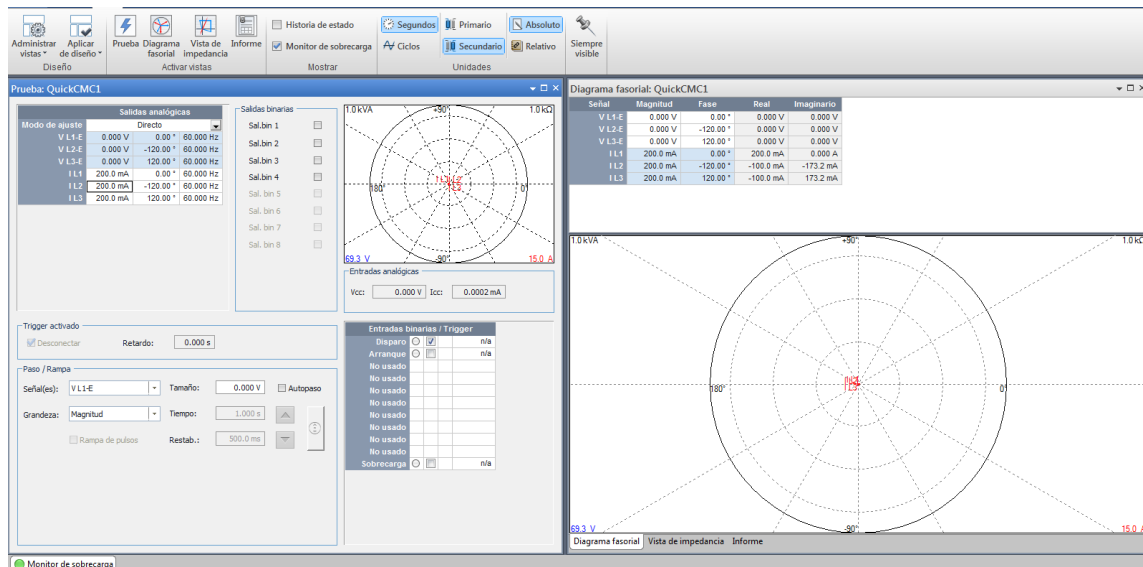 Administrar vistas
Aplicar de diseño
Diseño
Prueba
Diagrama fasorial
Vista de impedancia
Informe
Activar vistas
Historia de estado
Monitor de sobrecarga
Mostrar
Segundos
Ciclos
Primario
Secundario
Absoluto
Relativo
Unidades
Siempre visible
Prueba: QuickCMC1
Salidas analógicas
Modo de ajuste Directo
V L1-E 0.000 V 0.00 ° 60.000 Hz
V L2-E 0.000 V -120.00 ° 60.000 Hz
V L3-E 0.000 V 120.00 ° 60.000 Hz
I L1 200.0 mA 0.00 ° 60.000 Hz
I L2 200.0 mA -120.00 ° 60.000 Hz
I L3 200.0 mA 120.00 ° 60.000 Hz
Salidas binarias
Sal.bin 1
Sal.bin 2
Sal.bin 3
Sal.bin 4
Sal. bin 5
Sal. bin 6
Sal. bin 7
Sal. bin 8
1.0 kVA +90° 1.0 kΩ
180° 0°
69.3 V -90° 15.0 A
Entradas analógicas
Vcc: 0.000 V Icc: 0.0002 mA
Trigger activado
Desconectar Retardo: 0.000 s
Paso / Rampa
Señal(es): V L1-E Tamaño: 0.000 V Autopaso
Grandeza: Magnitud Tiempo: 1.000 s
Rampa de pulsos Restab.: 500.0 ms
Entradas binarias / Trigger
Disparo n/a
Arranque n/a
No usado
No usado
No usado
No usado
No usado
No usado
No usado
No usado
Sobrecarga n/a
Diagrama fasorial: QuickCMC1
Señal Magnitud Fase Real Imaginario
V L1-E 0.000 V 0.00 ° 0.000 V 0.000 V
V L2-E 0.000 V -120.00 ° 0.000 V 0.000 V
V L3-E 0.000 V 120.00 ° 0.000 V 0.000 V
I L1 200.0 mA 0.00 ° 200.0 mA 0.000 A
I L2 200.0 mA -120.00 ° -100.0 mA -173.2 mA
I L3 200.0 mA 120.00 ° -100.0 mA 173.2 mA
1.0 kVA +90° 1.0 kΩ
180° 0°
69.3 V -90° 15.0 A
Diagrama fasorial Vista de impedancia Informe
Monitor de sobrecarga